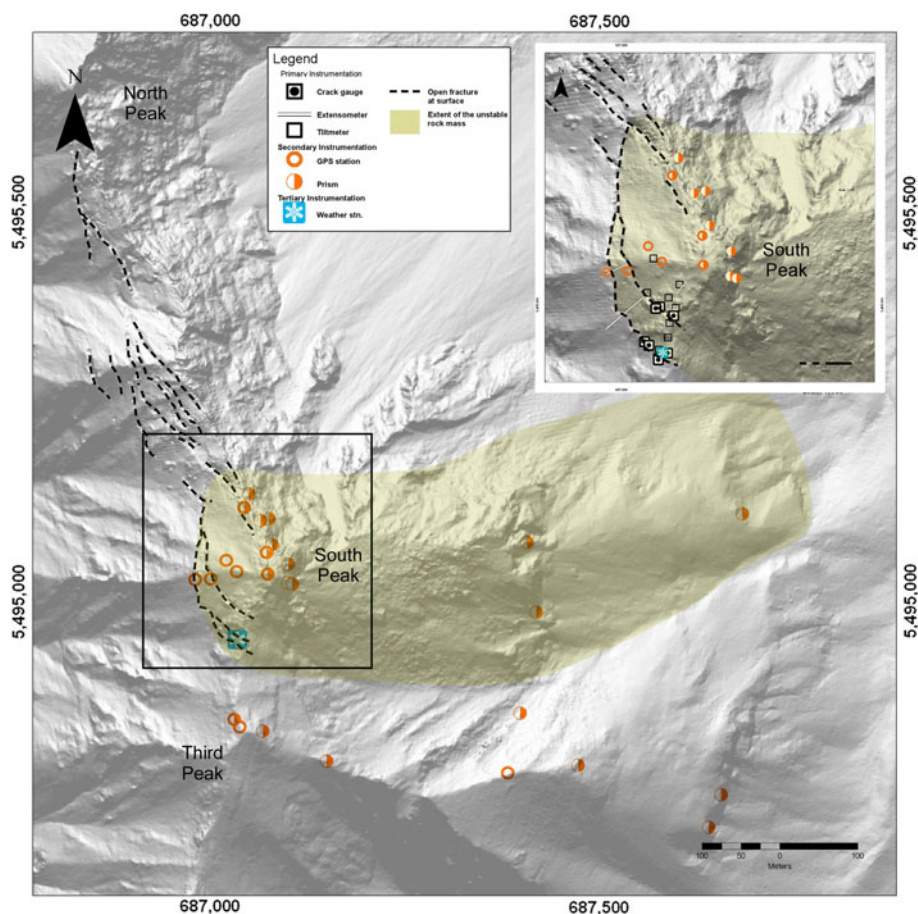 687,000
687,500
N
North
Peak
Legend
Primary Instrumentation
Crack gauge
Extensometer
Tiltmeter
Secondary Instrumentation
GPS station
Prism
Tertiary Instrumentation
Weather stn.
Open fracture
at surface
Extent of the unstable
rock mass
South
Peak
5,495,500
5,495,500
South
Peak
5,495,000
5,495,000
Third
Peak
100
50
0
100
Meters
687,000
687,500